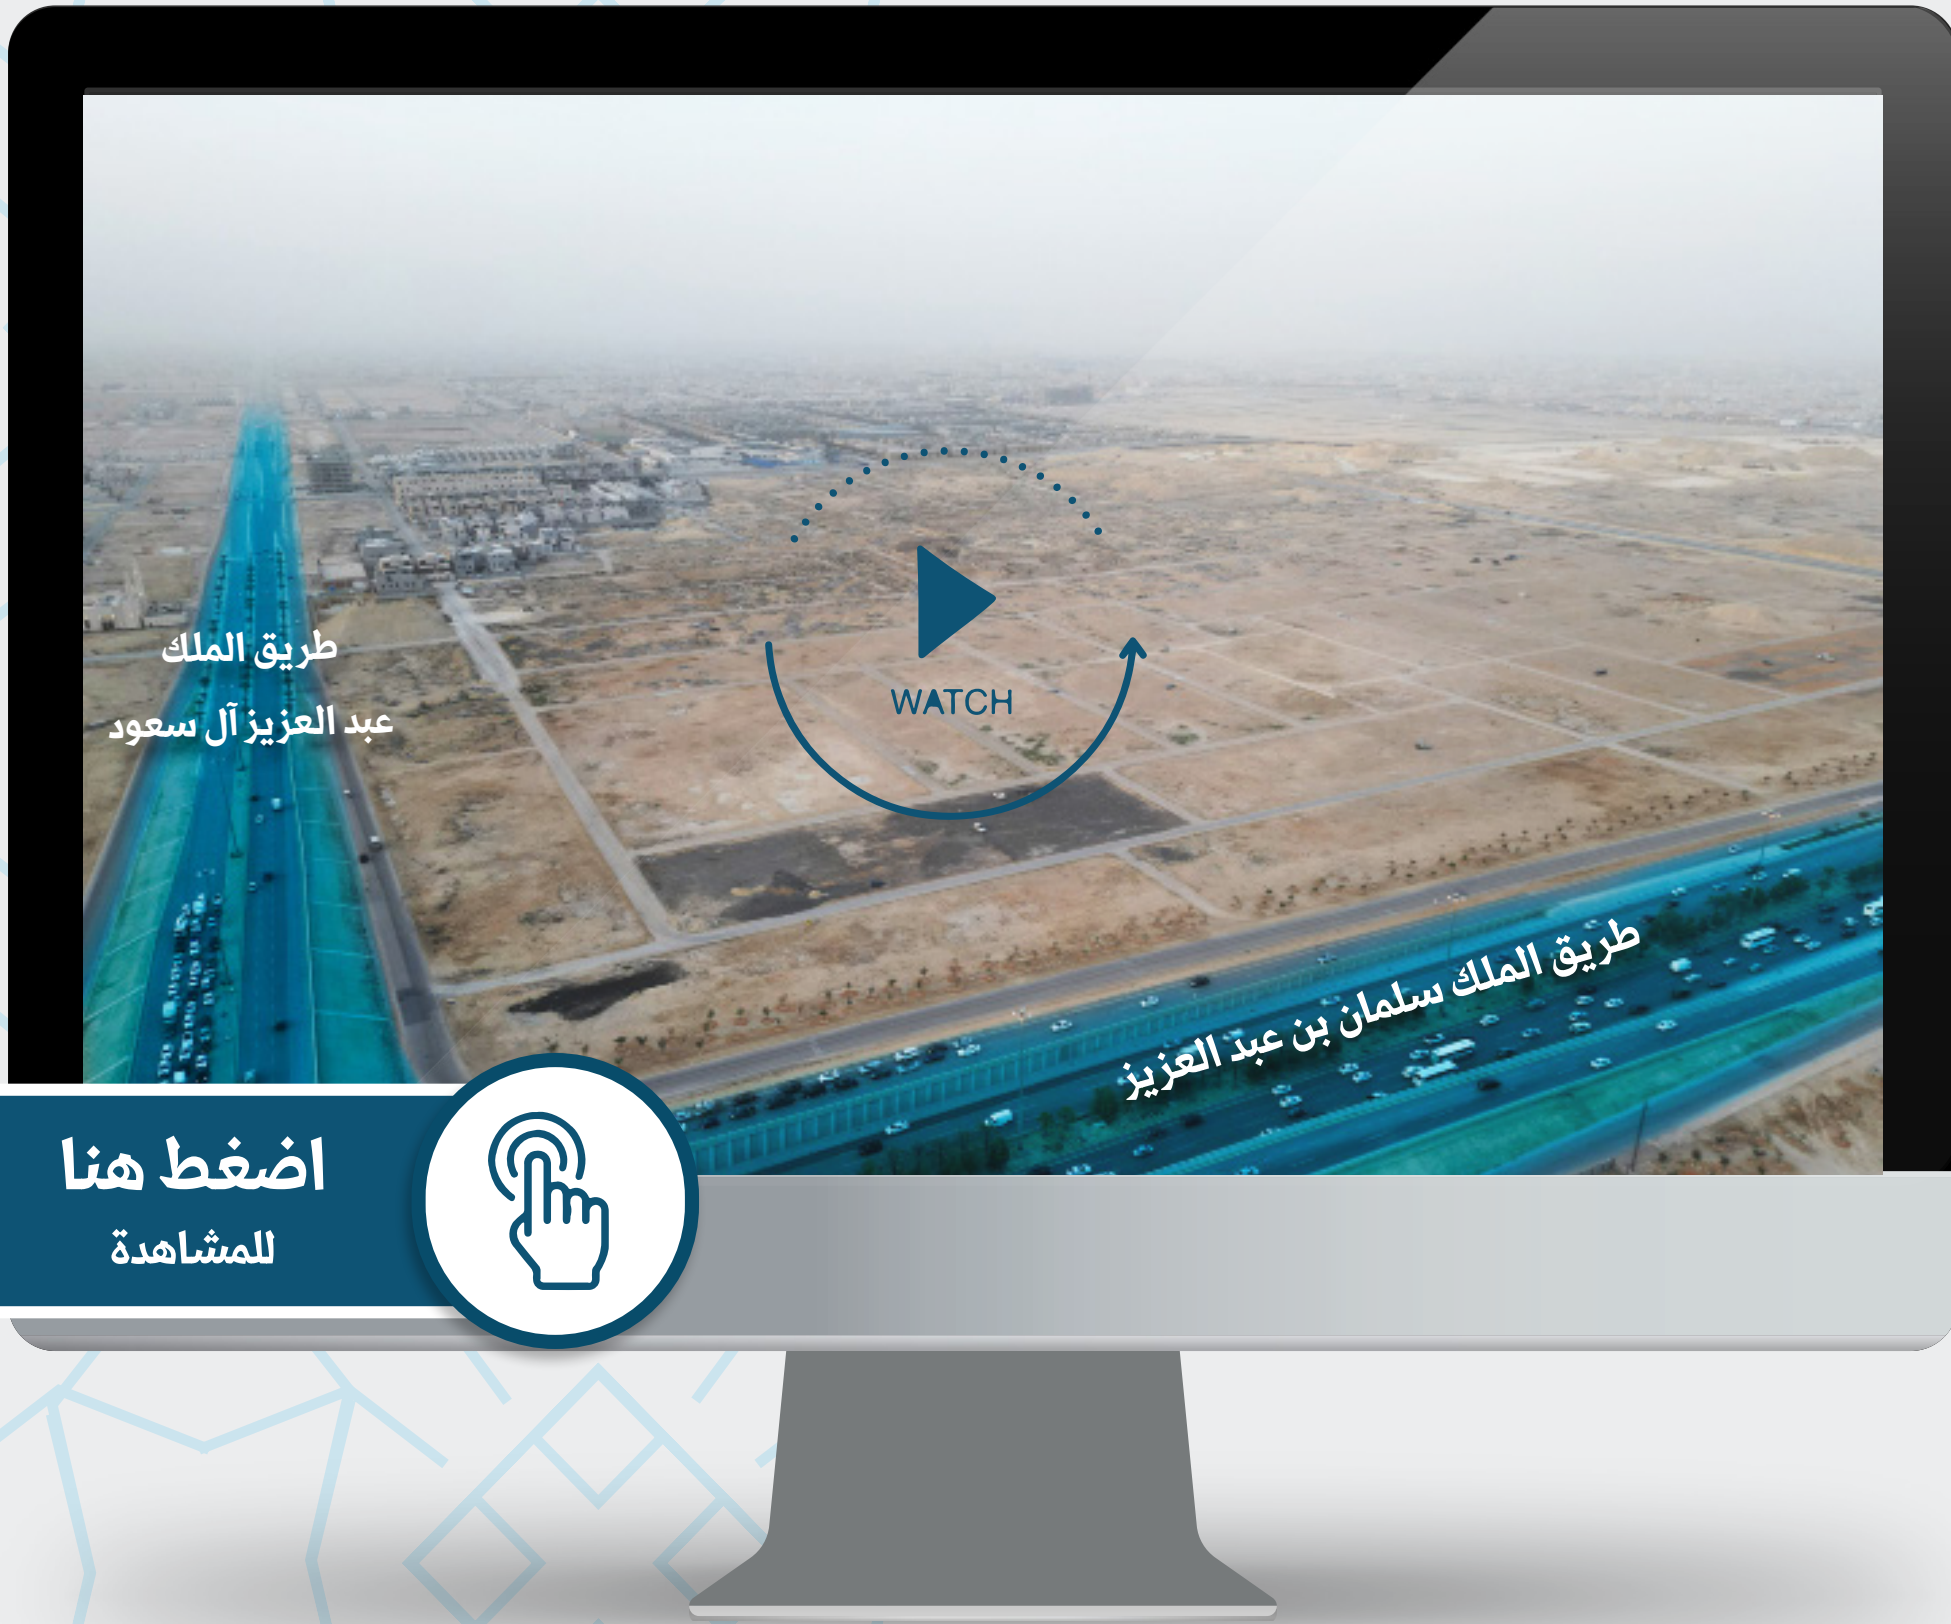 طريق الملك
عبد العزيز آل سعود
WATCH
طريق الملك سلمان بن عبد العزيز
اضغط هنا
للمشاهدة